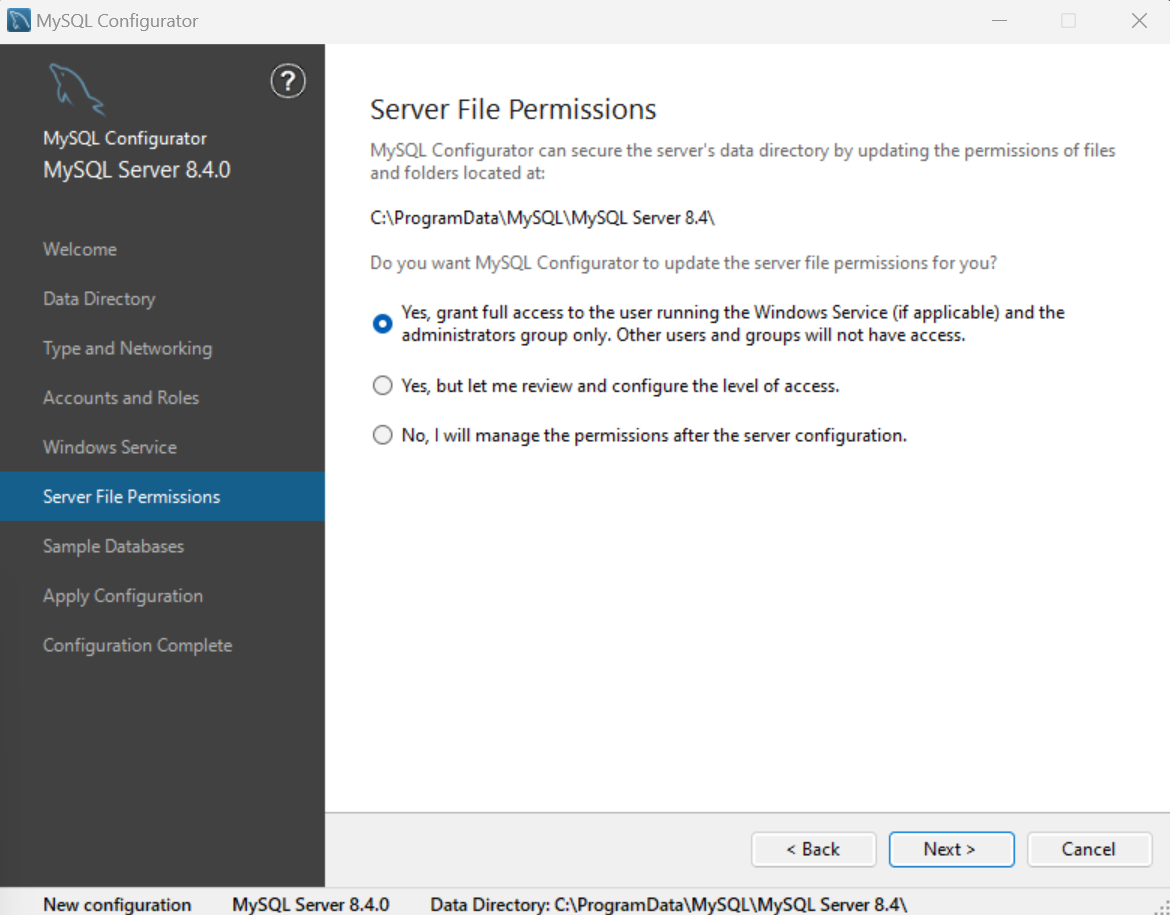 MySQL Configurator
?
MySQL Configurator
MySQL Server 8.4.0
Welcome
Data Directory
Type and Networking
Accounts and Roles
Windows Service
Server File Permissions
Sample Databases
Apply Configuration
Configuration Complete
Server File Permissions
MySQL Configurator can secure the server's data directory by updating the permissions of files
and folders located at:
C:\ProgramData\MySQL\MySQL Server 8.4\
Do you want MySQL Configurator to update the server file permissions for you?
Yes, grant full access to the user running the Windows Service (if applicable) and the
administrators group only. Other users and groups will not have access.
Yes, but let me review and configure the level of access.
No, I will manage the permissions after the server configuration.
< Back Next > Cancel
New configuration MySQL Server 8.4.0 Data Directory: C:\ProgramData\MySQL\MySQL Server 8.4\